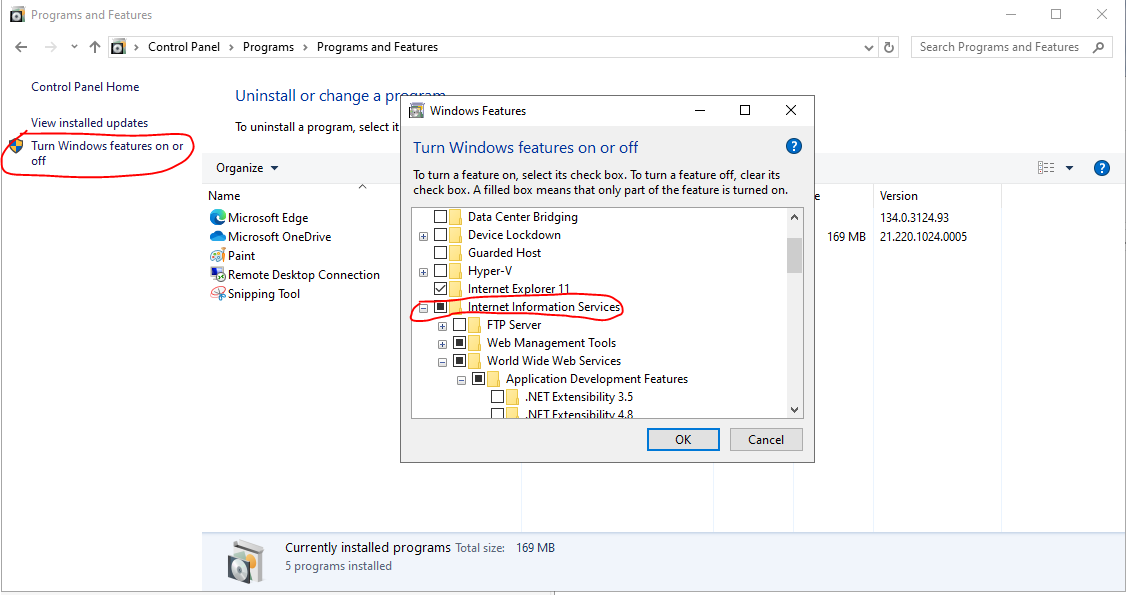 Programs and Features
Control Panel > Programs > Programs and Features
Search Programs and Features
Control Panel Home
View installed updates
Turn Windows features on or
off
Uninstall or change a program
To uninstall a program, select it
Organize
Name
Version
Microsoft Edge
134.0.3124.93
Microsoft OneDrive
169 MB
21.220.1024.0005
Paint
Remote Desktop Connection
Snipping Tool
Windows Features
Turn Windows features on or off
To turn a feature on, select its check box. To turn a feature off, clear its
check box. A filled box means that only part of the feature is turned on.
Data Center Bridging
Device Lockdown
Guarded Host
Hyper-V
Internet Explorer 11
Internet Information Services
FTP Server
Web Management Tools
World Wide Web Services
Application Development Features
.NET Extensibility 3.5
.NET Extensibility 4.8
OK
Cancel
Currently installed programs Total size: 169 MB
5 programs installed